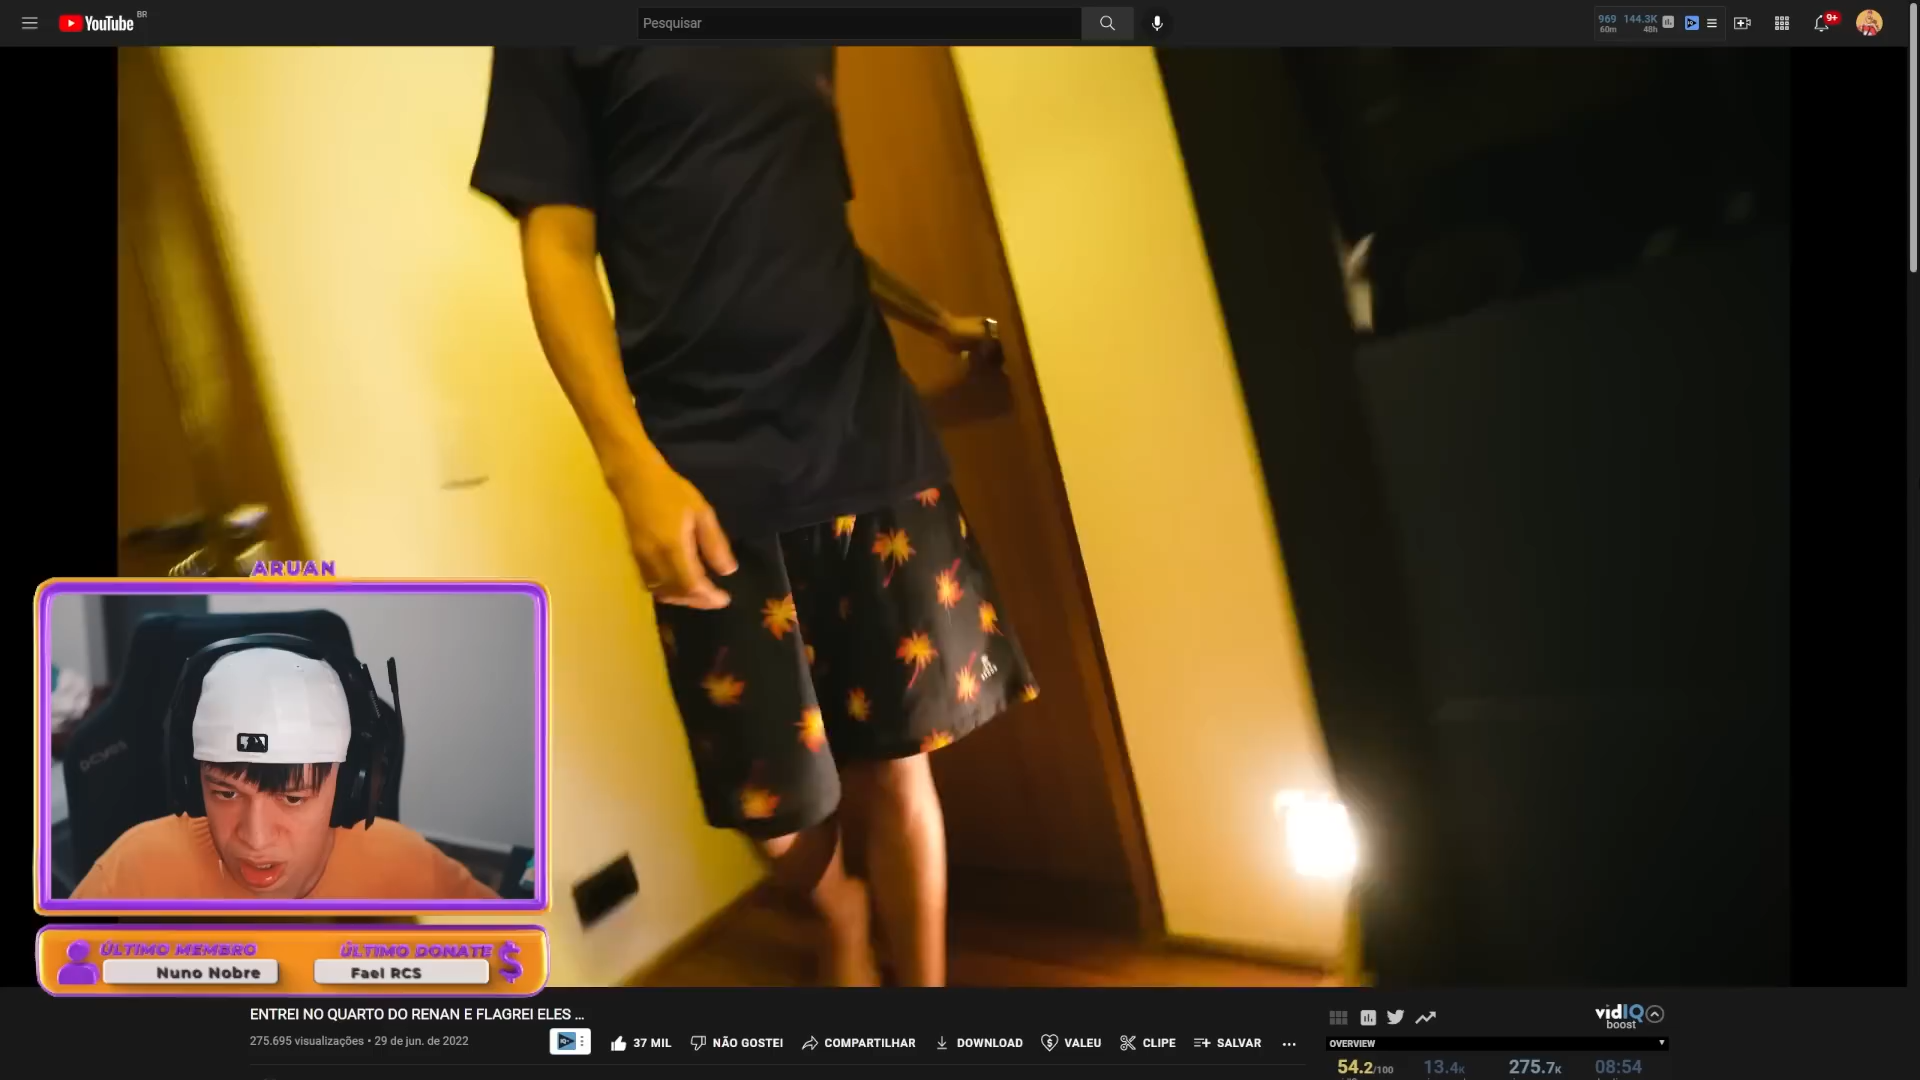 YouTube BR
Pesquisar
969 144.3K
60m 48h
9+
ARUAN
ÚLTIMO MEMBRO ÚLTIMO DONATE
Nuno Nobre Fael RCS
ENTREI NO QUARTO DO RENAN E FLAGREI ELES ...
275.695 visualizações • 29 de jun. de 2022
37 MIL NÃO GOSTEI COMPARTILHAR DOWNLOAD VALEU CLIPE SALVAR ...
vidIQ
boost
OVERVIEW
54.2/100 13.4K 275.7K 08:54